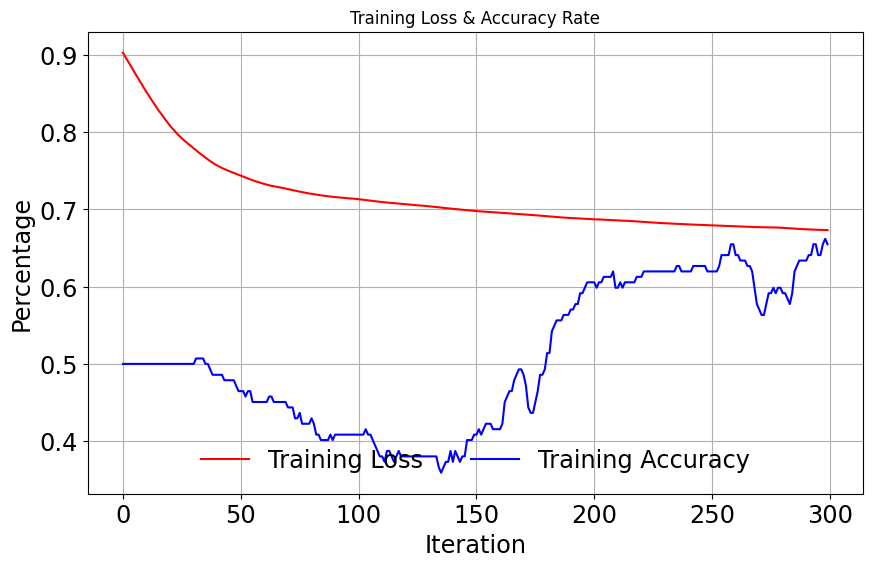 Training Loss & Accuracy Rate
0.9
0.8
0.7
0.6
0.5
0.4
Percentage
Training Loss
Training Accuracy
0
50
100
150
200
250
300
Iteration